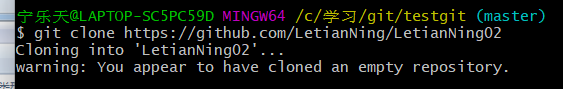 宁乐天@LAPTOP-SC5PC59D MINGW64 /c/学习/git/testgit (master)
$ git clone https://github.com/LetianNing/LetianNing02
Cloning into 'LetianNing02'...
warning: You appear to have cloned an empty repository.